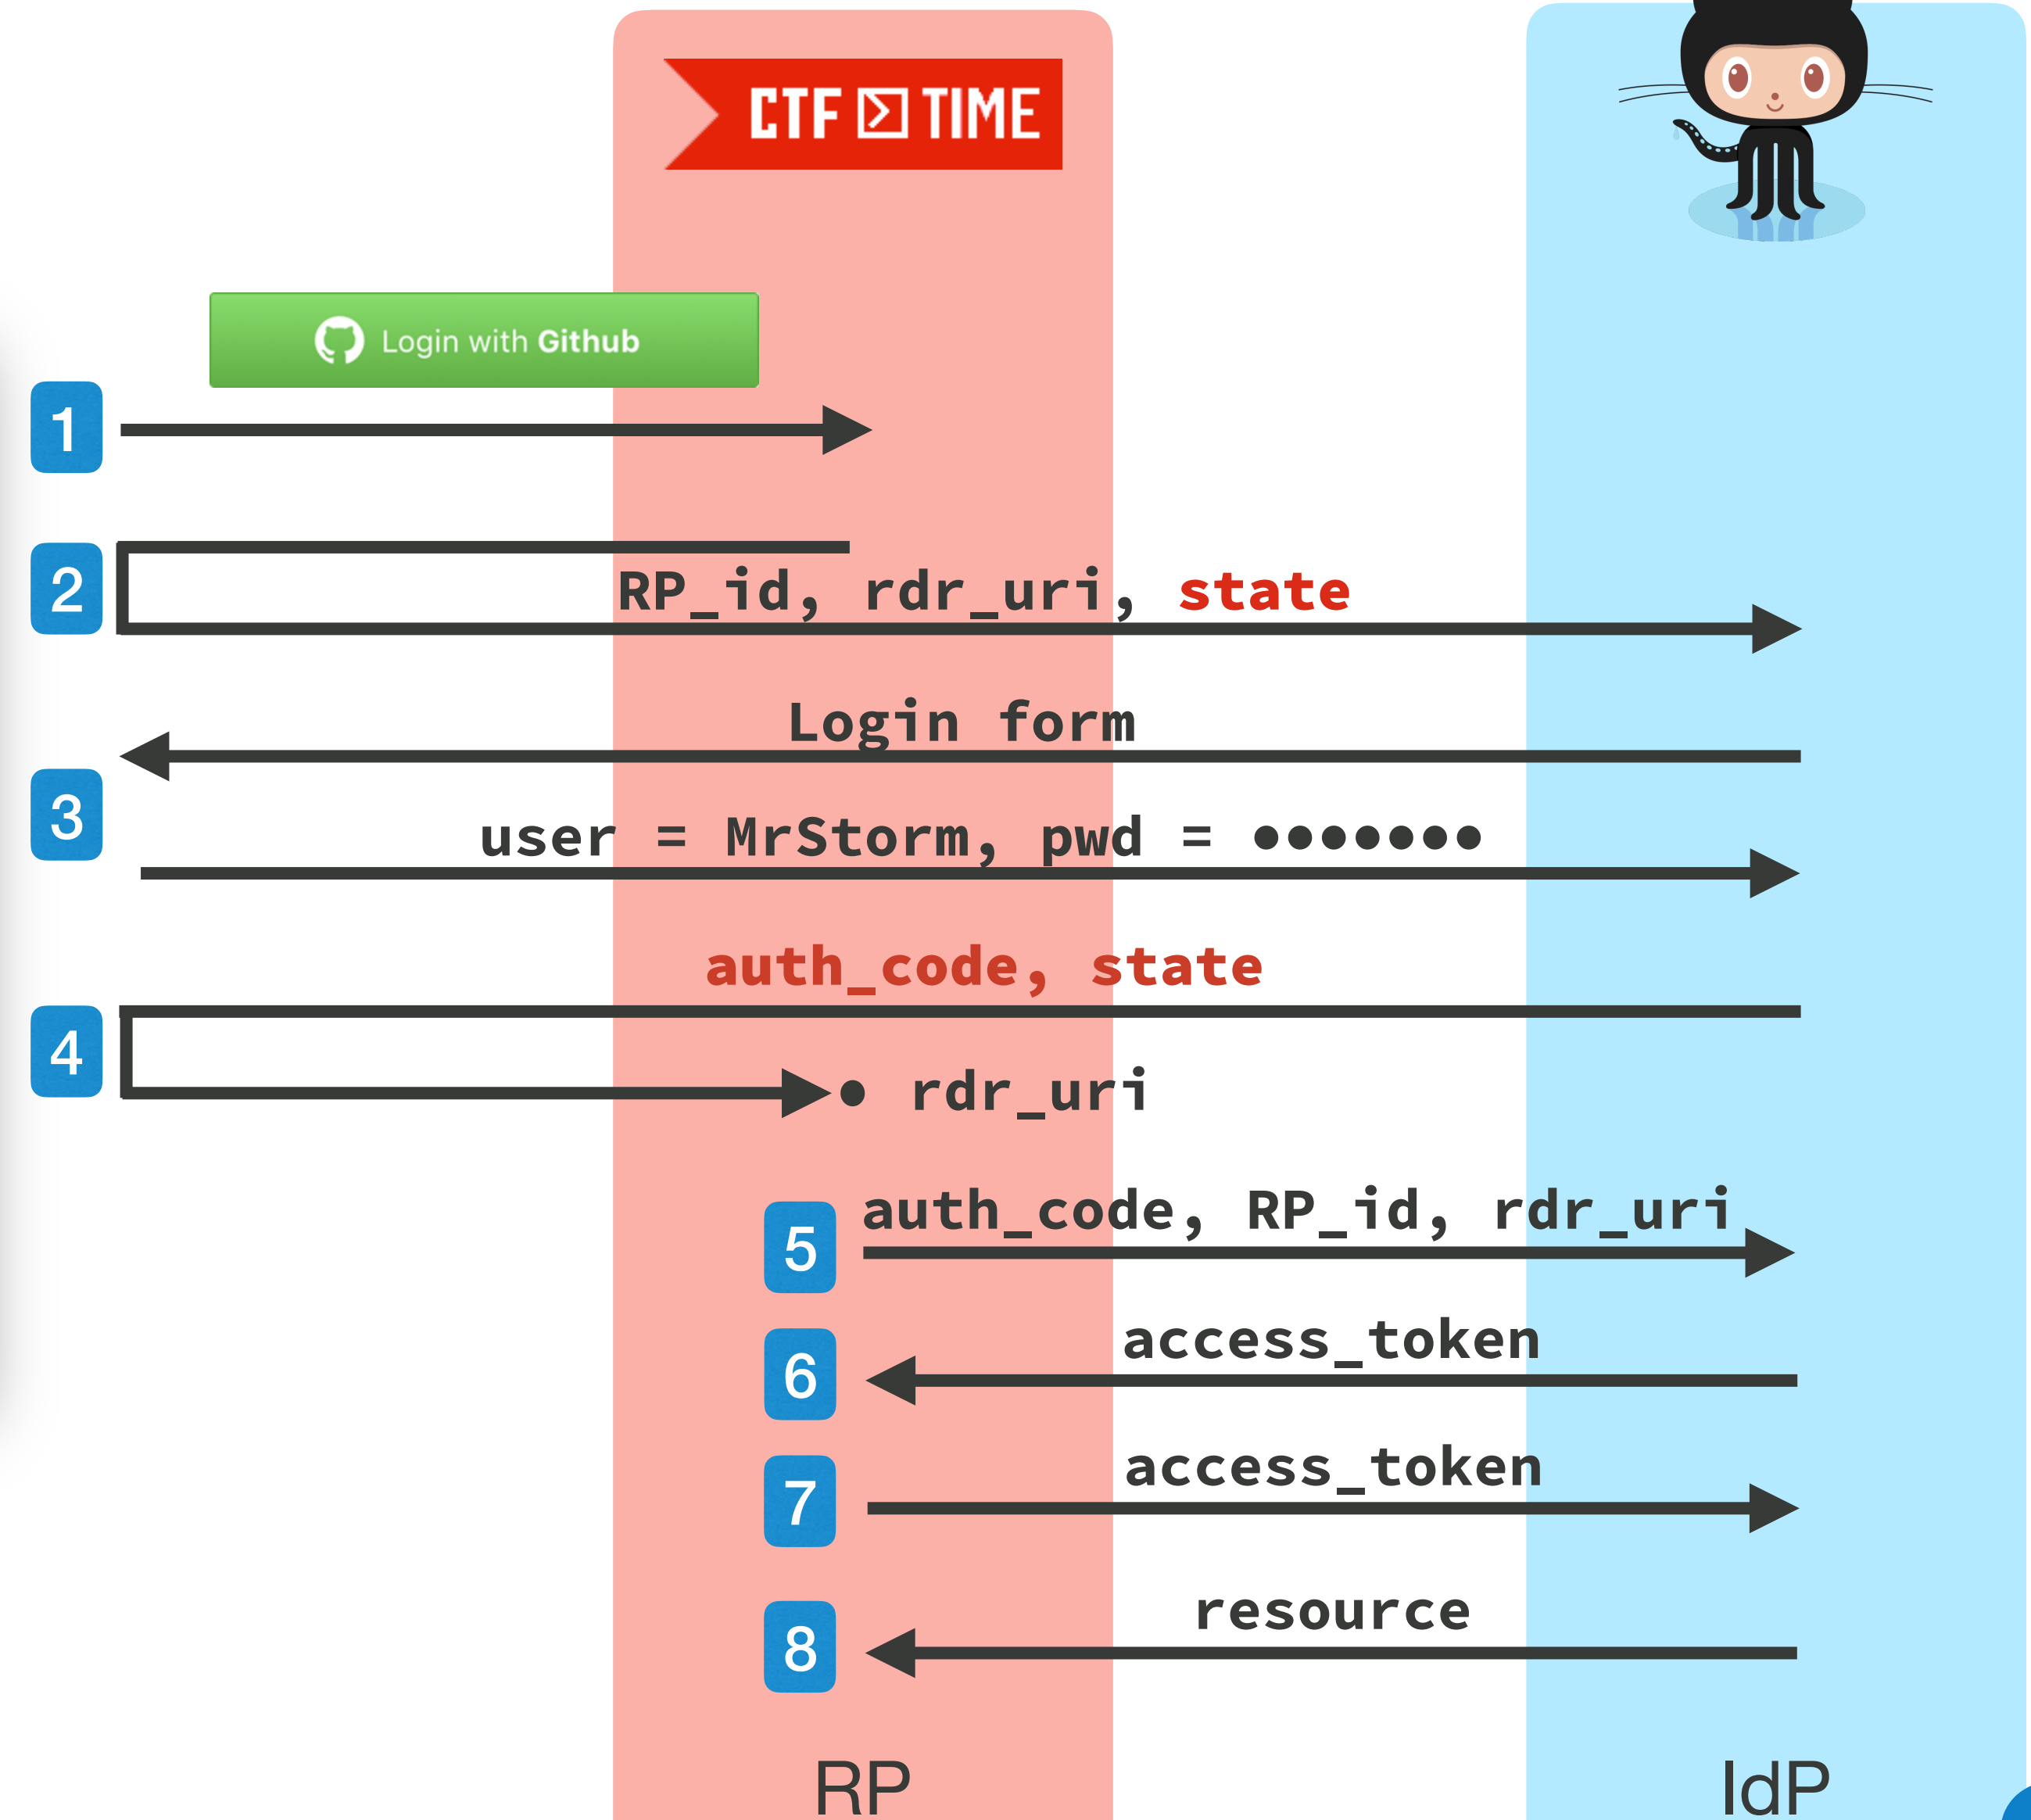 CTF TIME
Login with Github
1
2
RP_id, rdr_uri, state
Login form
3
user = MrStorm, pwd = •••••••
auth_code, state
4
• rdr_uri
5
auth_code, RP_id, rdr_uri
6
access_token
7
access_token
8
resource
RP
IdP